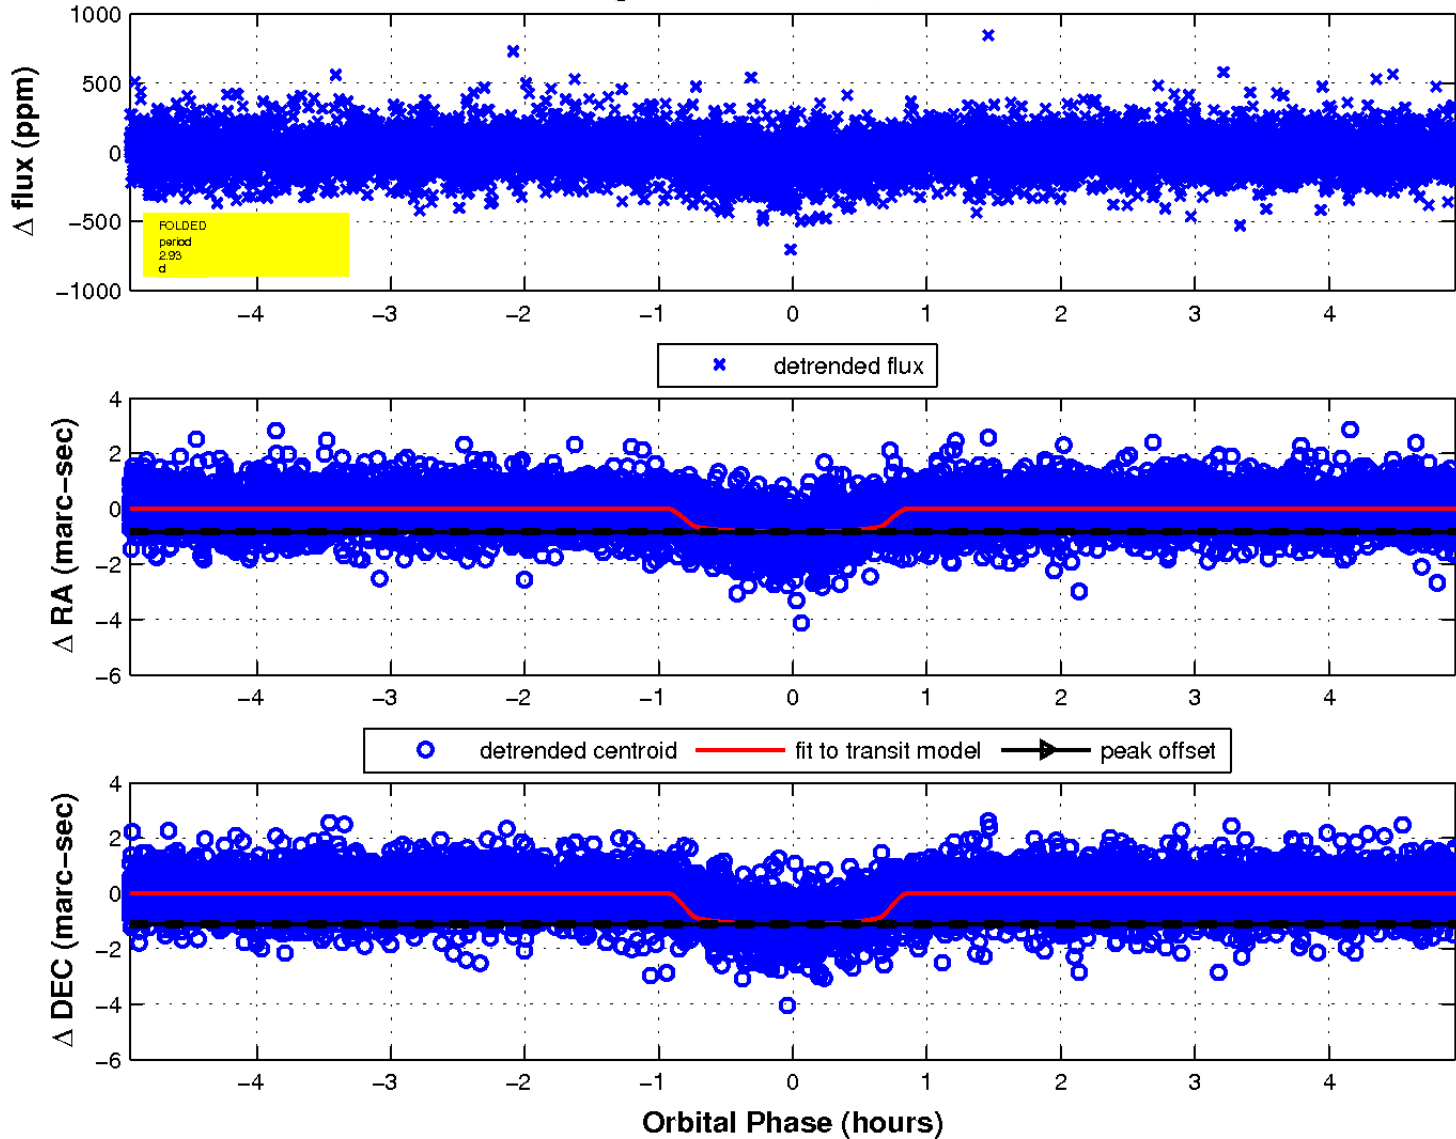 1000
500
0
−500
−1000
Δ flux (ppm)
FOLDED
period
2.93
d
−4 −3 −2 −1 0 1 2 3 4
detrended flux
4
2
0
−2
−4
−6
Δ RA (marc−sec)
−4 −3 −2 −1 0 1 2 3 4
detrended centroid fit to transit model peak offset
4
2
0
−2
−4
−6
Δ DEC (marc−sec)
−4 −3 −2 −1 0 1 2 3 4
Orbital Phase (hours)